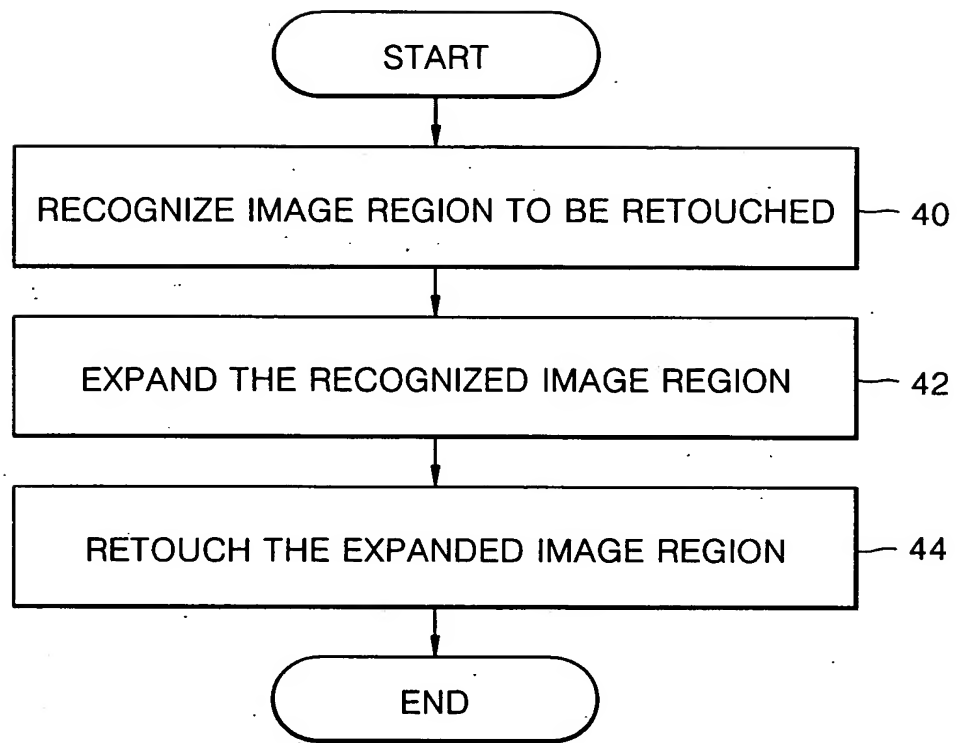 START
RECOGNIZE IMAGE REGION TO BE RETOUCHED
40
EXPAND THE RECOGNIZED IMAGE REGION
42
RETOUCH THE EXPANDED IMAGE REGION
44
END